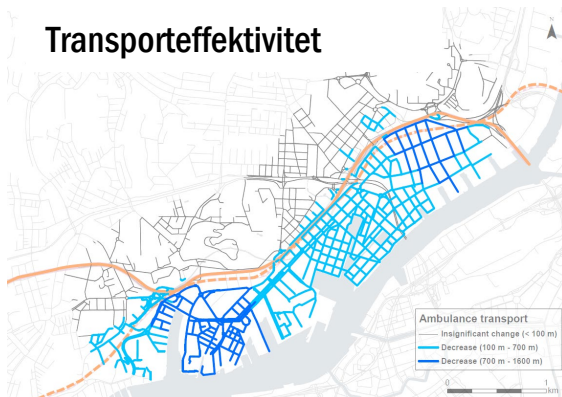 Transporteffektivitet
N
Ambulance transport
Insignificant change (< 100 m)
Decrease (100 m - 700 m)
Decrease (700 m - 1600 m)
0 1
km